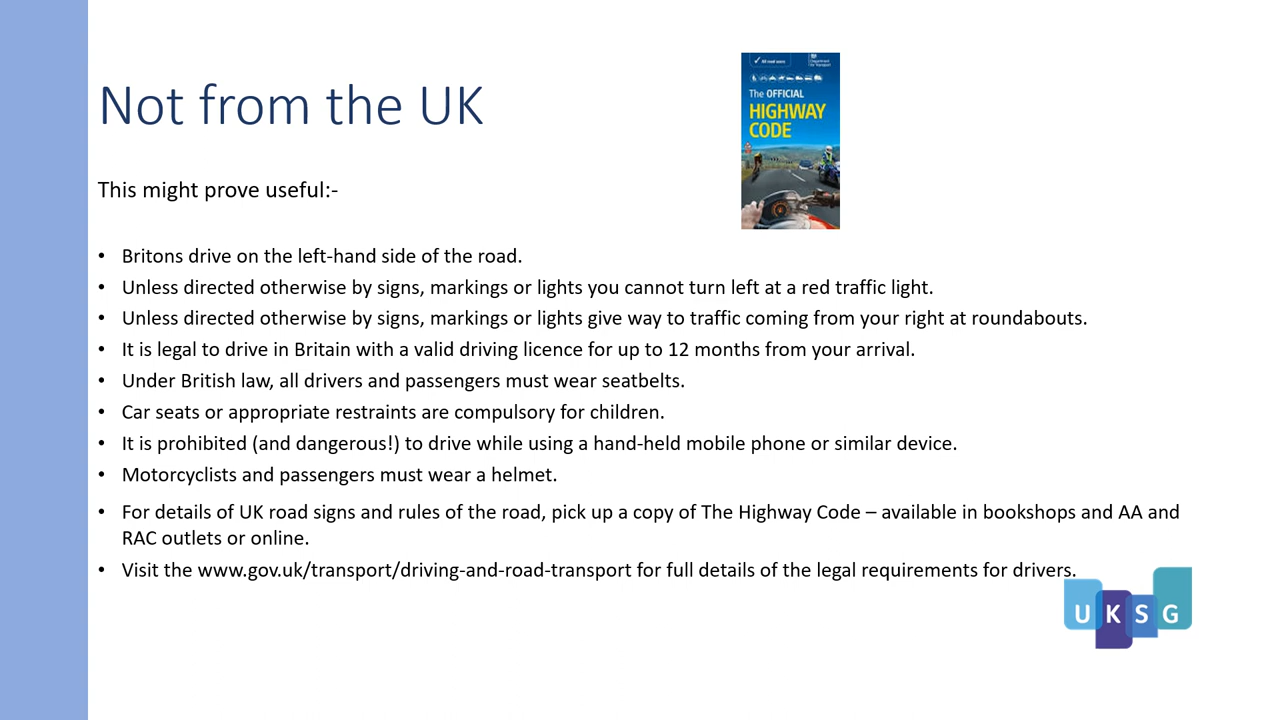 Not from the UK
All road users
Department for Transport
The OFFICIAL
HIGHWAY
CODE
This might prove useful:-
• Britons drive on the left-hand side of the road.
• Unless directed otherwise by signs, markings or lights you cannot turn left at a red traffic light.
• Unless directed otherwise by signs, markings or lights give way to traffic coming from your right at roundabouts.
• It is legal to drive in Britain with a valid driving licence for up to 12 months from your arrival.
• Under British law, all drivers and passengers must wear seatbelts.
• Car seats or appropriate restraints are compulsory for children.
• It is prohibited (and dangerous!) to drive while using a hand-held mobile phone or similar device.
• Motorcyclists and passengers must wear a helmet.
• For details of UK road signs and rules of the road, pick up a copy of The Highway Code – available in bookshops and AA and
RAC outlets or online.
• Visit the www.gov.uk/transport/driving-and-road-transport for full details of the legal requirements for drivers.
UKSG